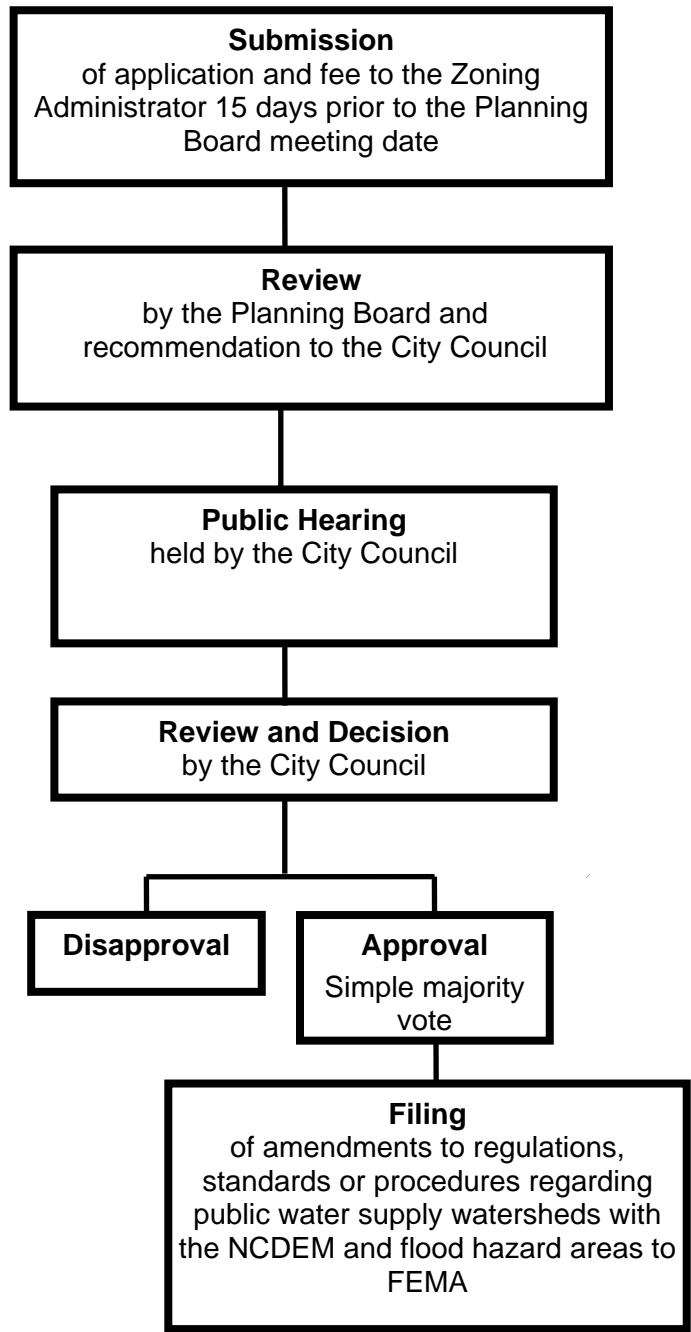 Submission
of application and fee to the Zoning
Administrator 15 days prior to the Planning
Board meeting date
Review
by the Planning Board and
recommendation to the City Council
Public Hearing
held by the City Council
Review and Decision
by the City Council
Disapproval
Approval
Simple majority
vote
Filing
of amendments to regulations,
standards or procedures regarding
public water supply watersheds with
the NCDEM and flood hazard areas to
FEMA